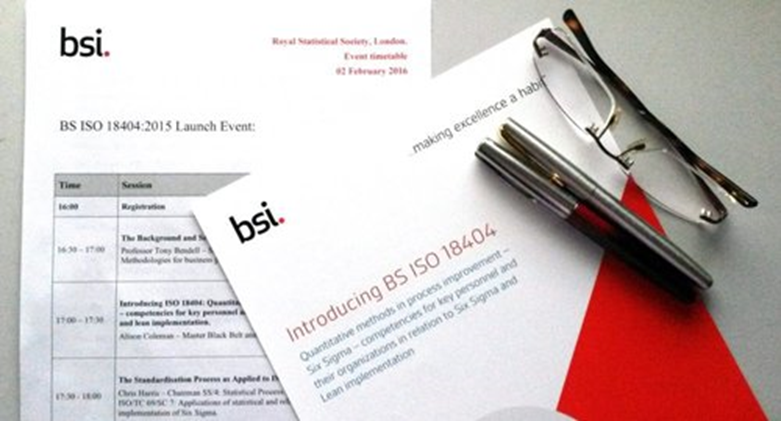 bsi.
Royal Statistical Society, London.
Event timetable
02 February 2016
BS ISO 18404:2015 Launch Event:
Time Session
16:00 Registration
The Background and
16:30 – 17:00
Professor Tony Bendell –
Methodologies for business
Introducing ISO 18404:
– competencies for key personnel
17:00 – 17:30
and lean implementation.
Alison Coleman – Master Black Belt
The Standardisation Process as Applied to
17:30 - 18:00
Chris Harris – Chairman SS/4: Statistical
ISO/TC 69/SC 7: Applications of statistical and
implementation of Six Sigma.
...making excellence a habit
bsi.
Introducing BS ISO 18404
Quantitative methods in process improvement –
Six Sigma – competencies for key personnel and
their organizations in relation to Six Sigma and
Lean implementation